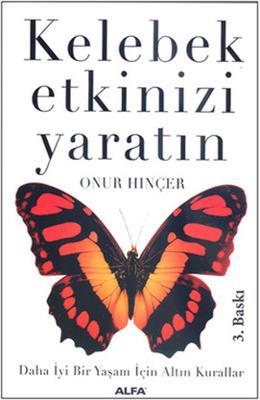 Kelebek
etkinizi
yaratın
ONUR HINÇER
3. Baskı
Daha İyi Bir Yaşam İçin Altın Kurallar
ALFA